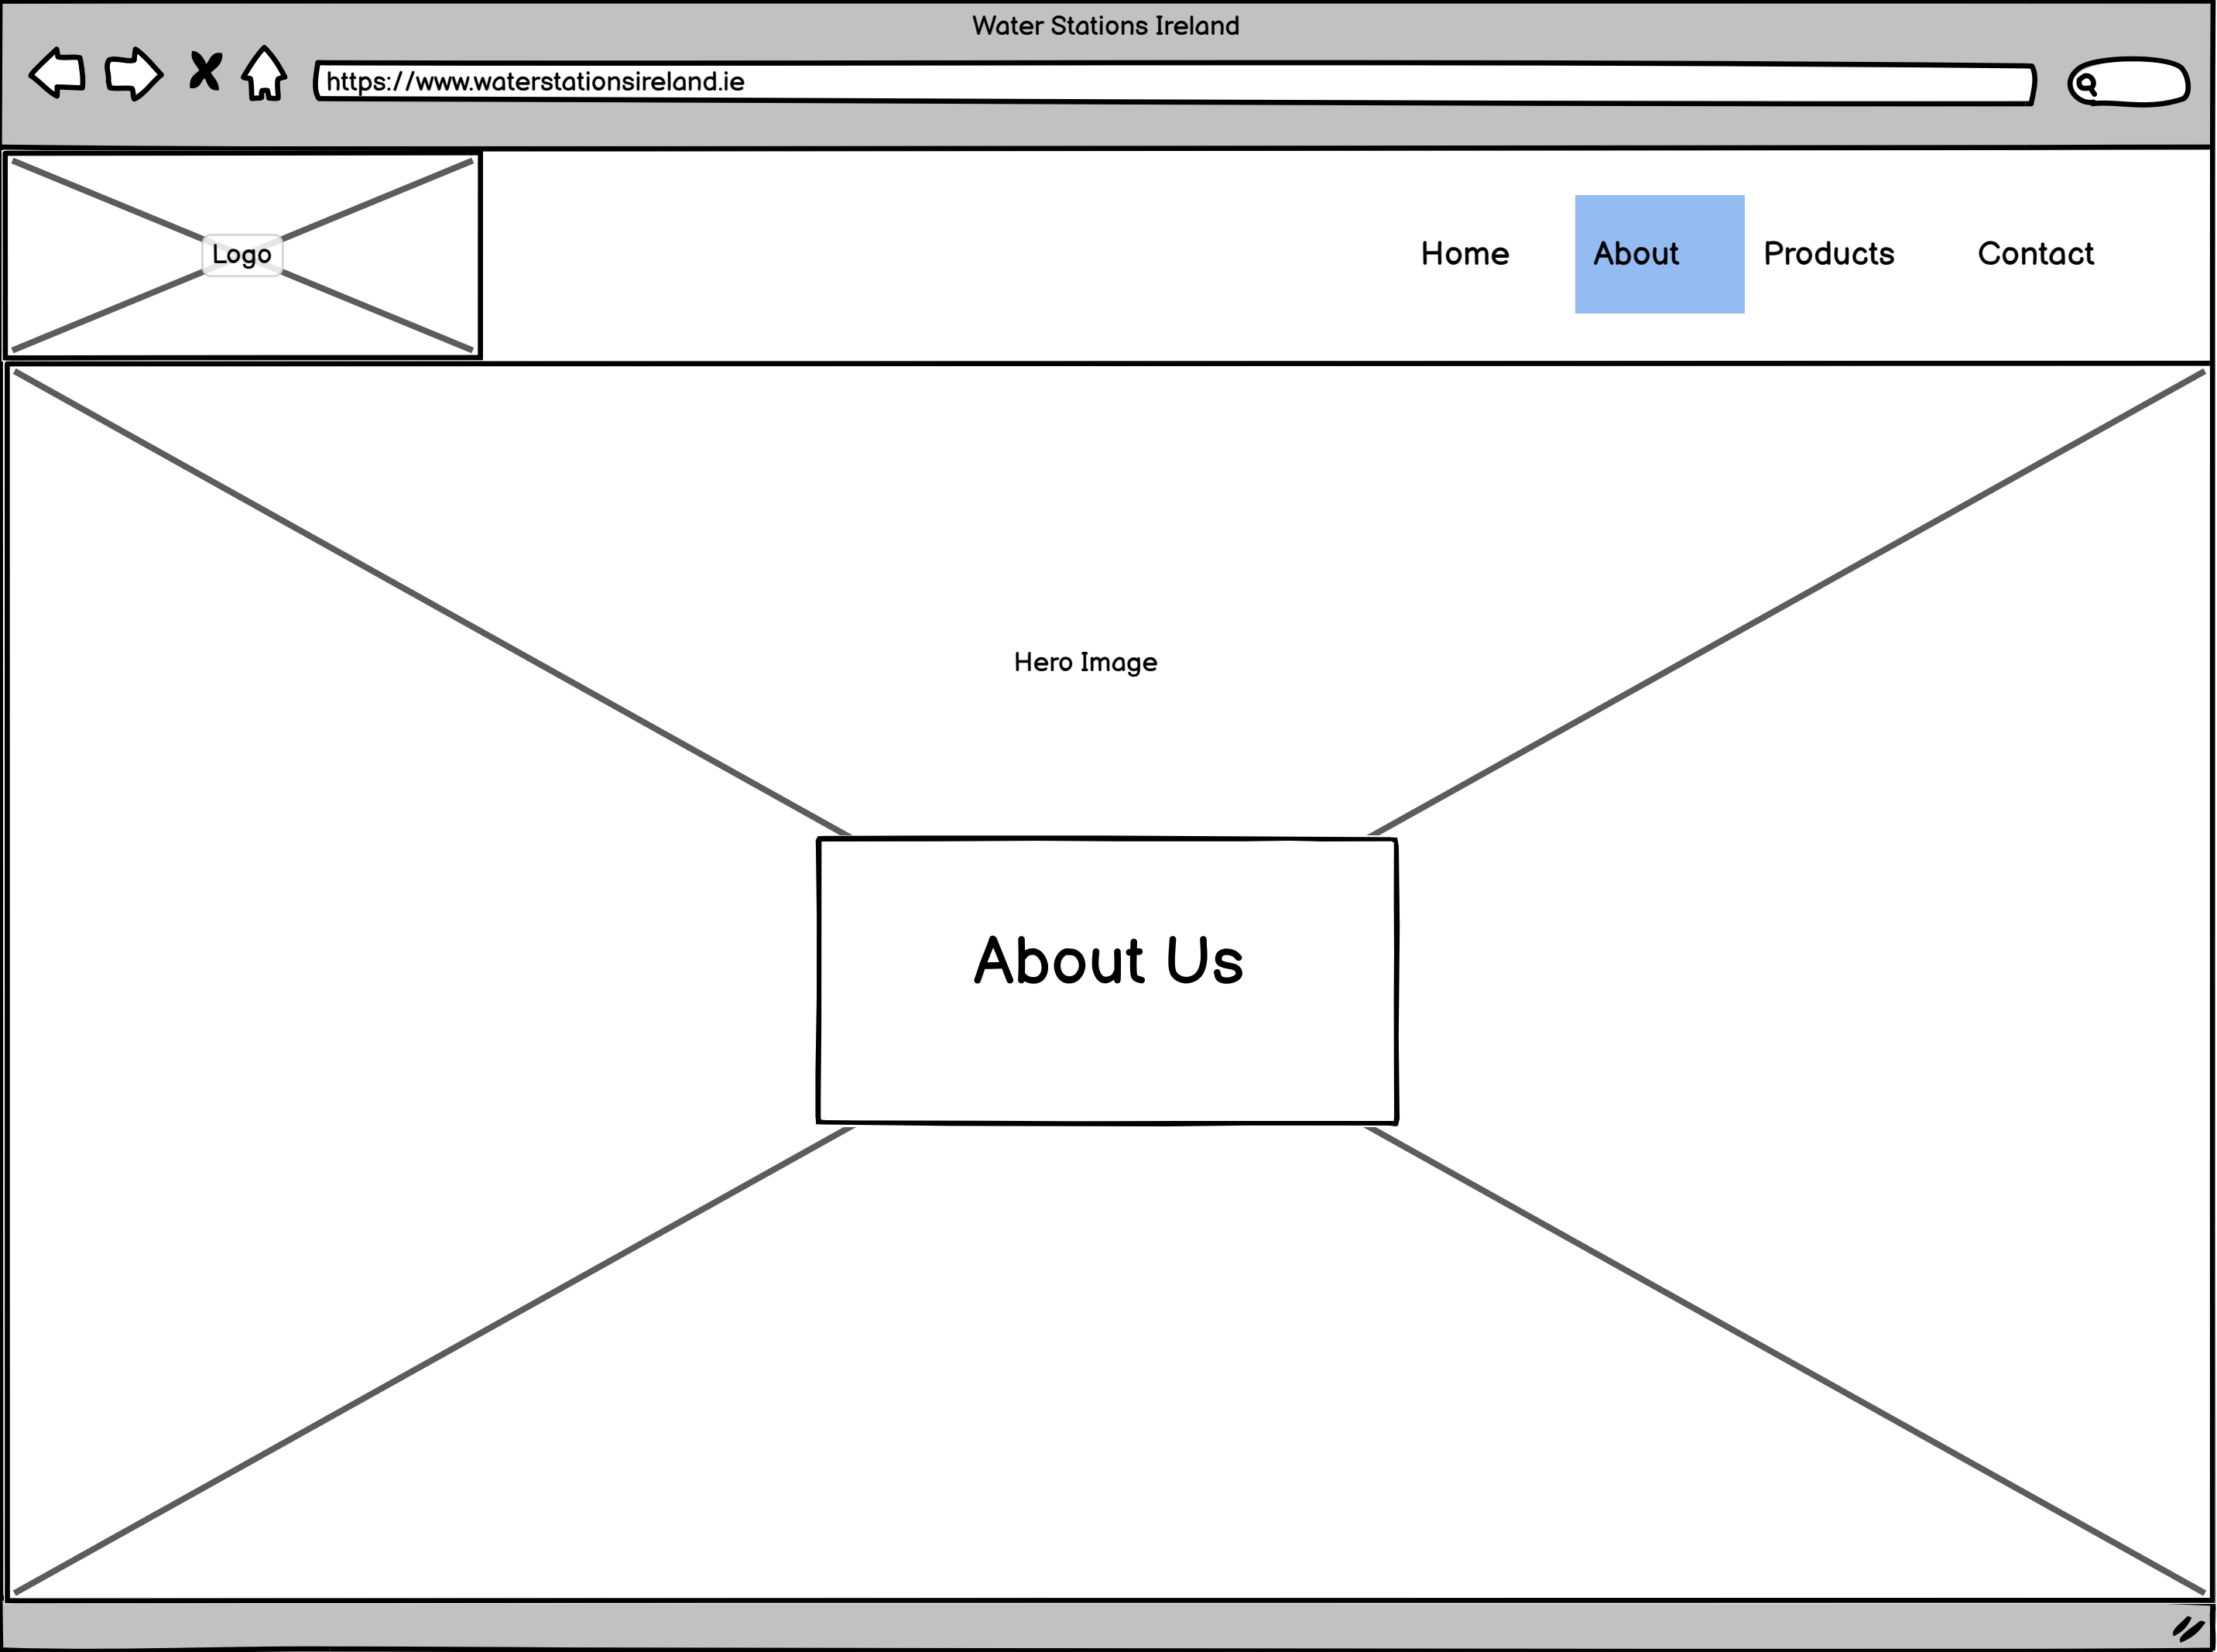 Water Stations Ireland
https://www.waterstationsireland.ie
Logo
Home About Products Contact
Hero Image
About Us